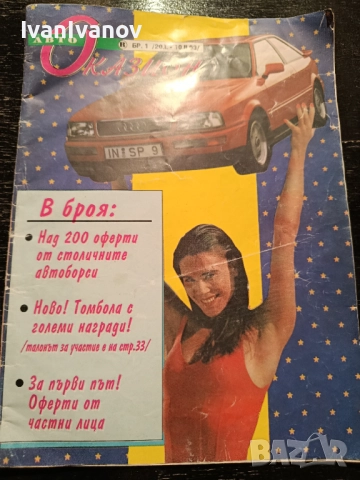 IvanIvanov
АВТО
ОКАЗИОН
БР. 1
IN SP 9
В броя:
• Над 200 оферти
от столичните
автоборси
• Ново! Томбола с
големи награди!
/талонът за участие е на стр.33/
• За първи път!
Оферти от
частни лица
BAZAR